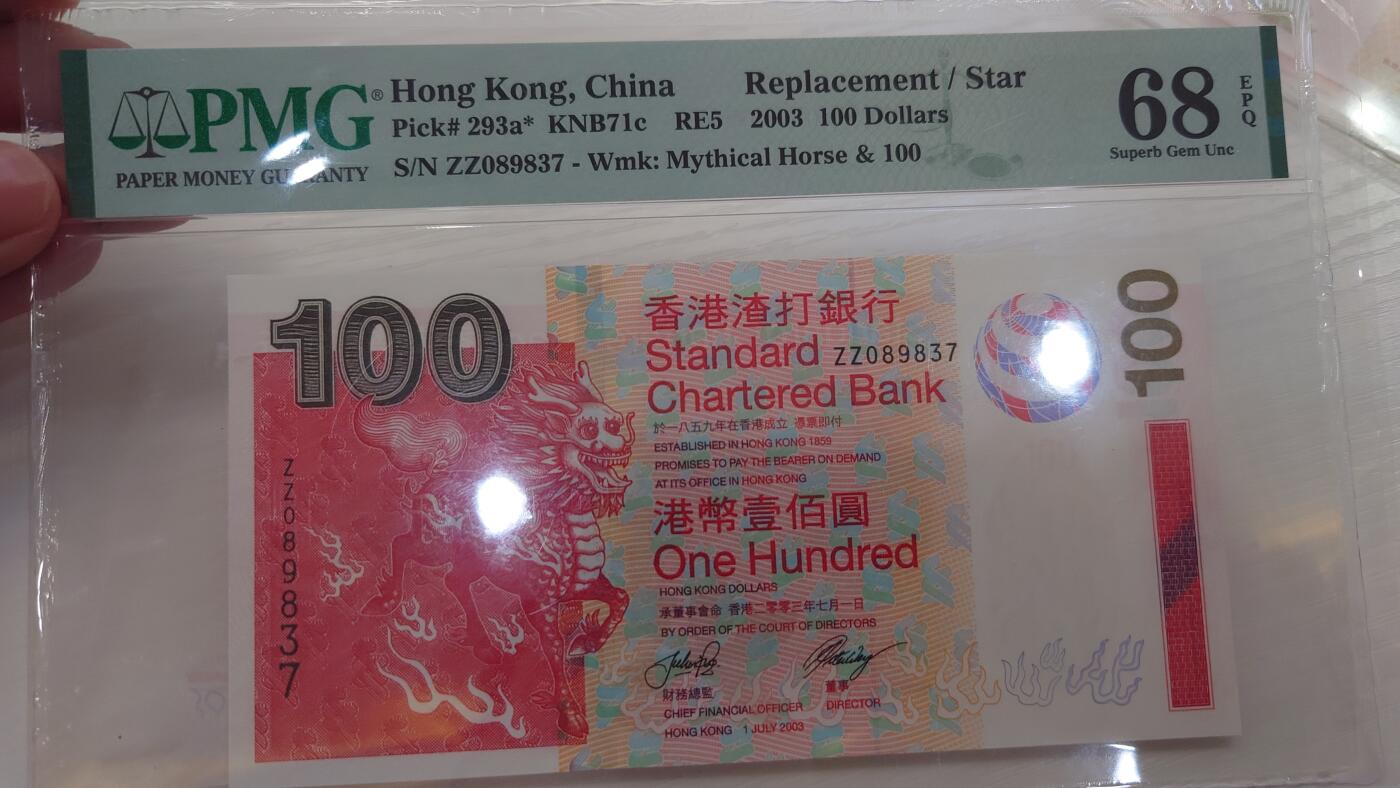 PMG®
PAPER MONEY GUARANTY
Hong Kong, China Replacement / Star
Pick# 293a* KNB71c RE5 2003 100 Dollars
S/N ZZ089837 - Wmk: Mythical Horse & 100
68
EPQ
Superb Gem Unc
100
香港渣打銀行
Standard
Chartered Bank
ZZ089837
於一八五九年在香港成立 憑票即付
ESTABLISHED IN HONG KONG 1859
PROMISES TO PAY THE BEARER ON DEMAND
AT ITS OFFICE IN HONG KONG
港幣壹佰圓
One Hundred
HONG KONG DOLLARS
承董事會命 香港二零零三年七月一日
BY ORDER OF THE COURT OF DIRECTORS
財務總監
CHIEF FINANCIAL OFFICER
董事
DIRECTOR
HONG KONG 1 JULY 2003
ZZ089837
100